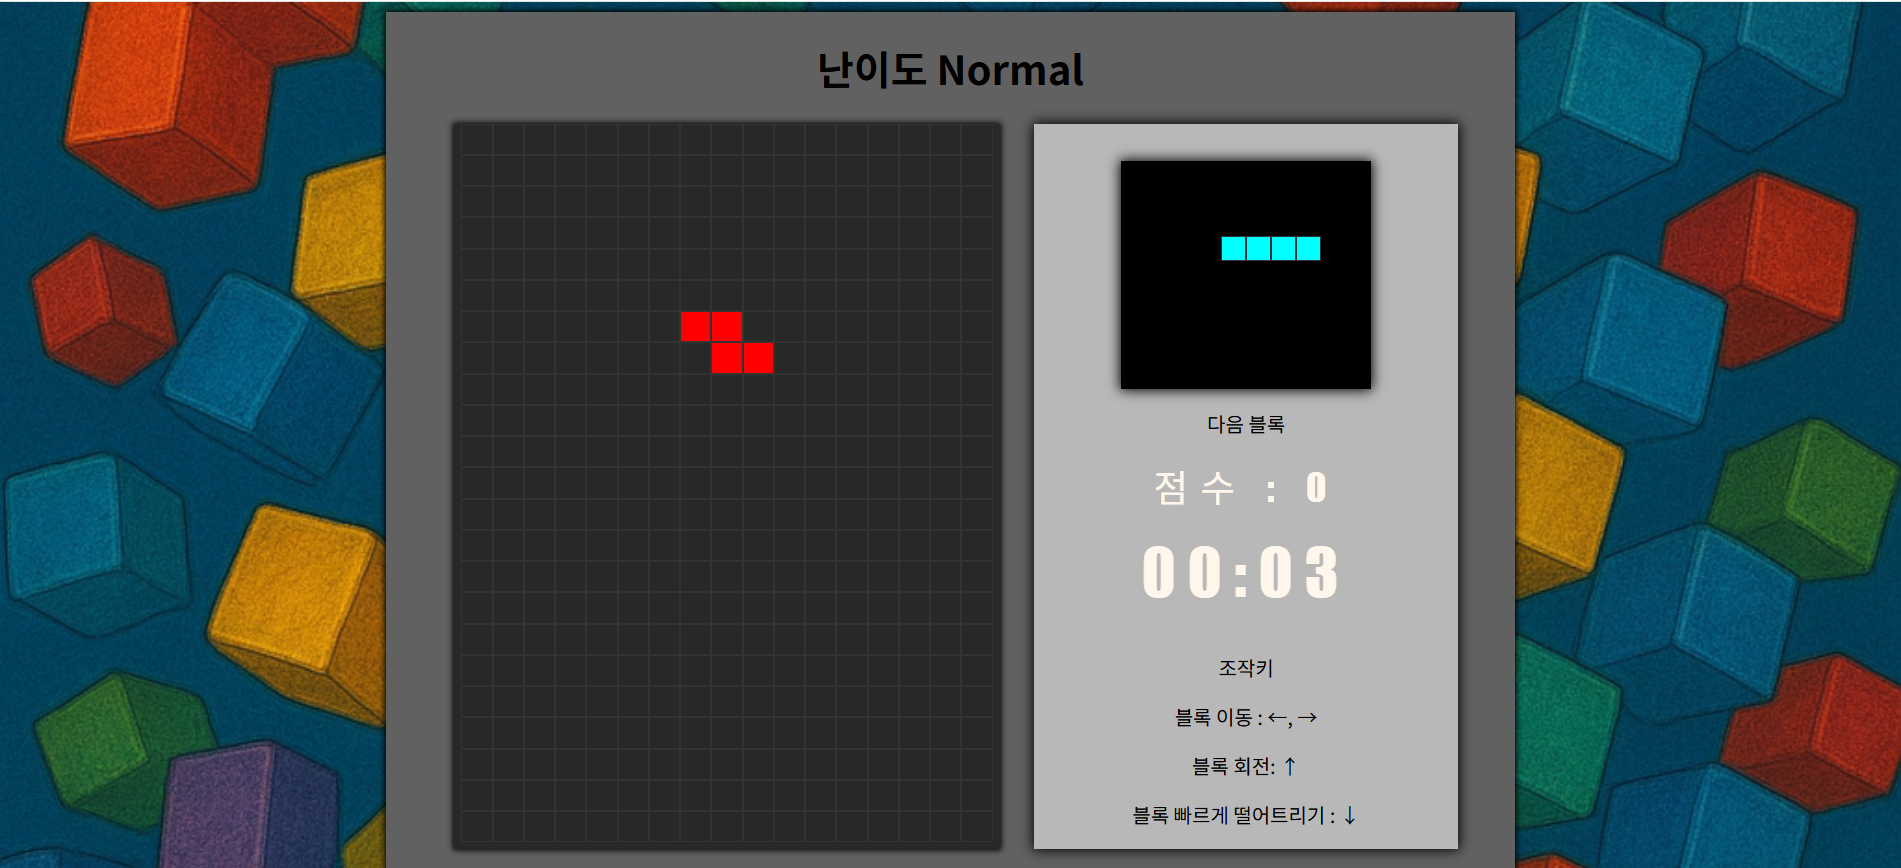 난이도 Normal
다음 블록
점수 : 0
00:03
조작키
블록 이동 : ←, →
블록 회전: ↑
블록 빠르게 떨어트리기 : ↓